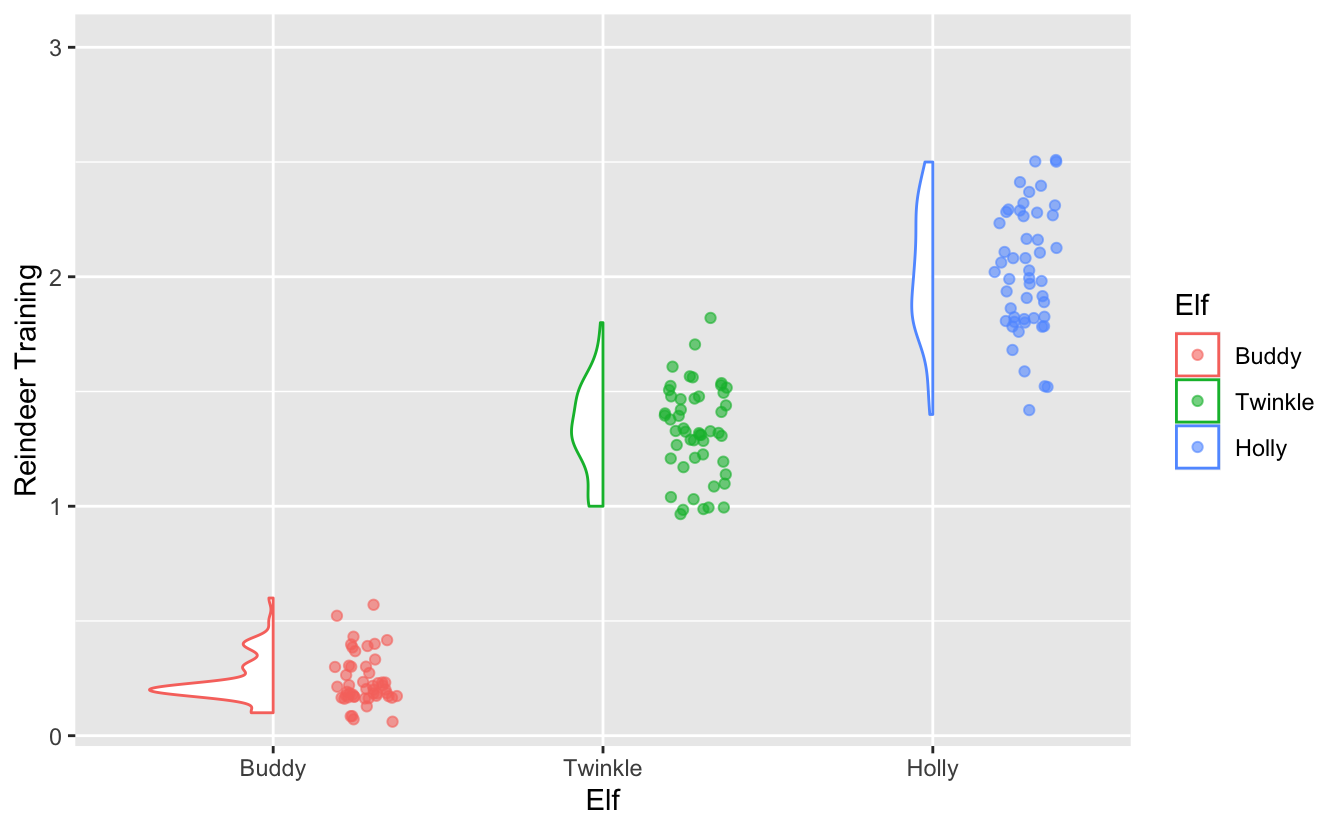 3
2
1
0
Reindeer Training
Buddy
Twinkle
Holly
Elf
Elf
Buddy
Twinkle
Holly